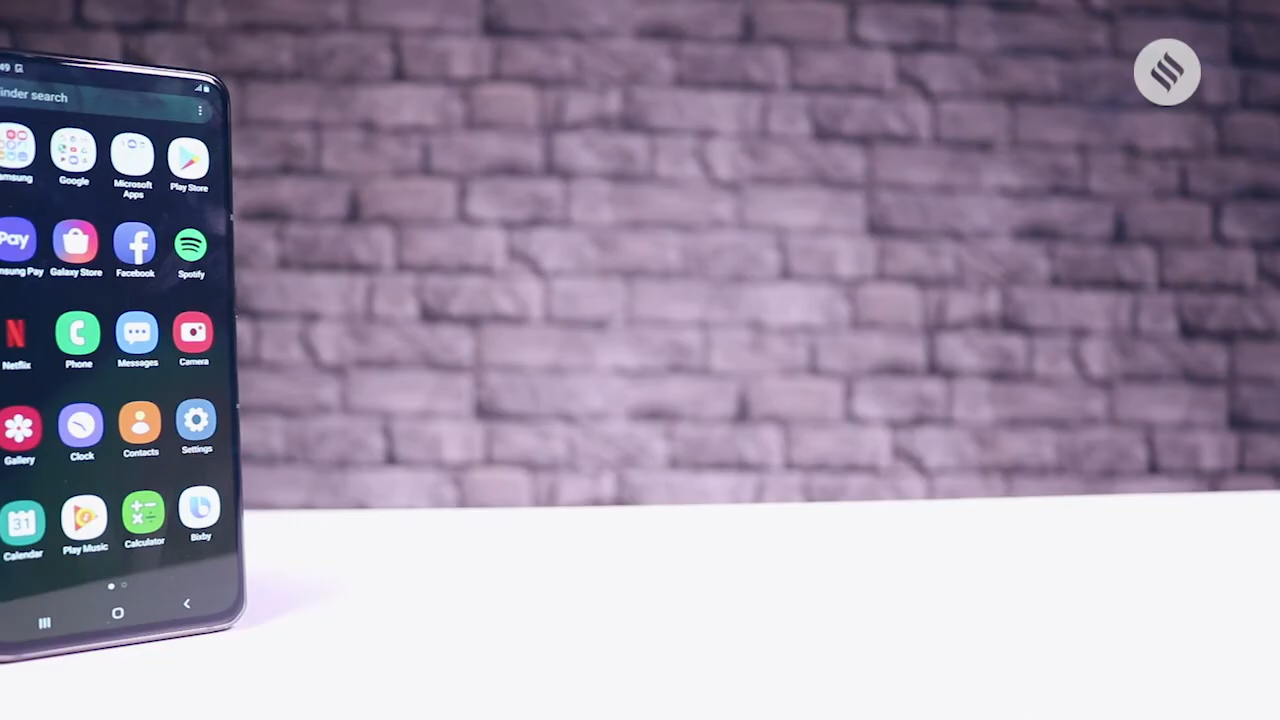 49
inder search
amsung
Google
Microsoft
Apps
Play Store
Pay
nsung Pay
Galaxy Store
Facebook
Spotify
Netflix
Phone
Messages
Camera
Gallery
Clock
Contacts
Settings
31
Calendar
Play Music
Calculator
Bixby